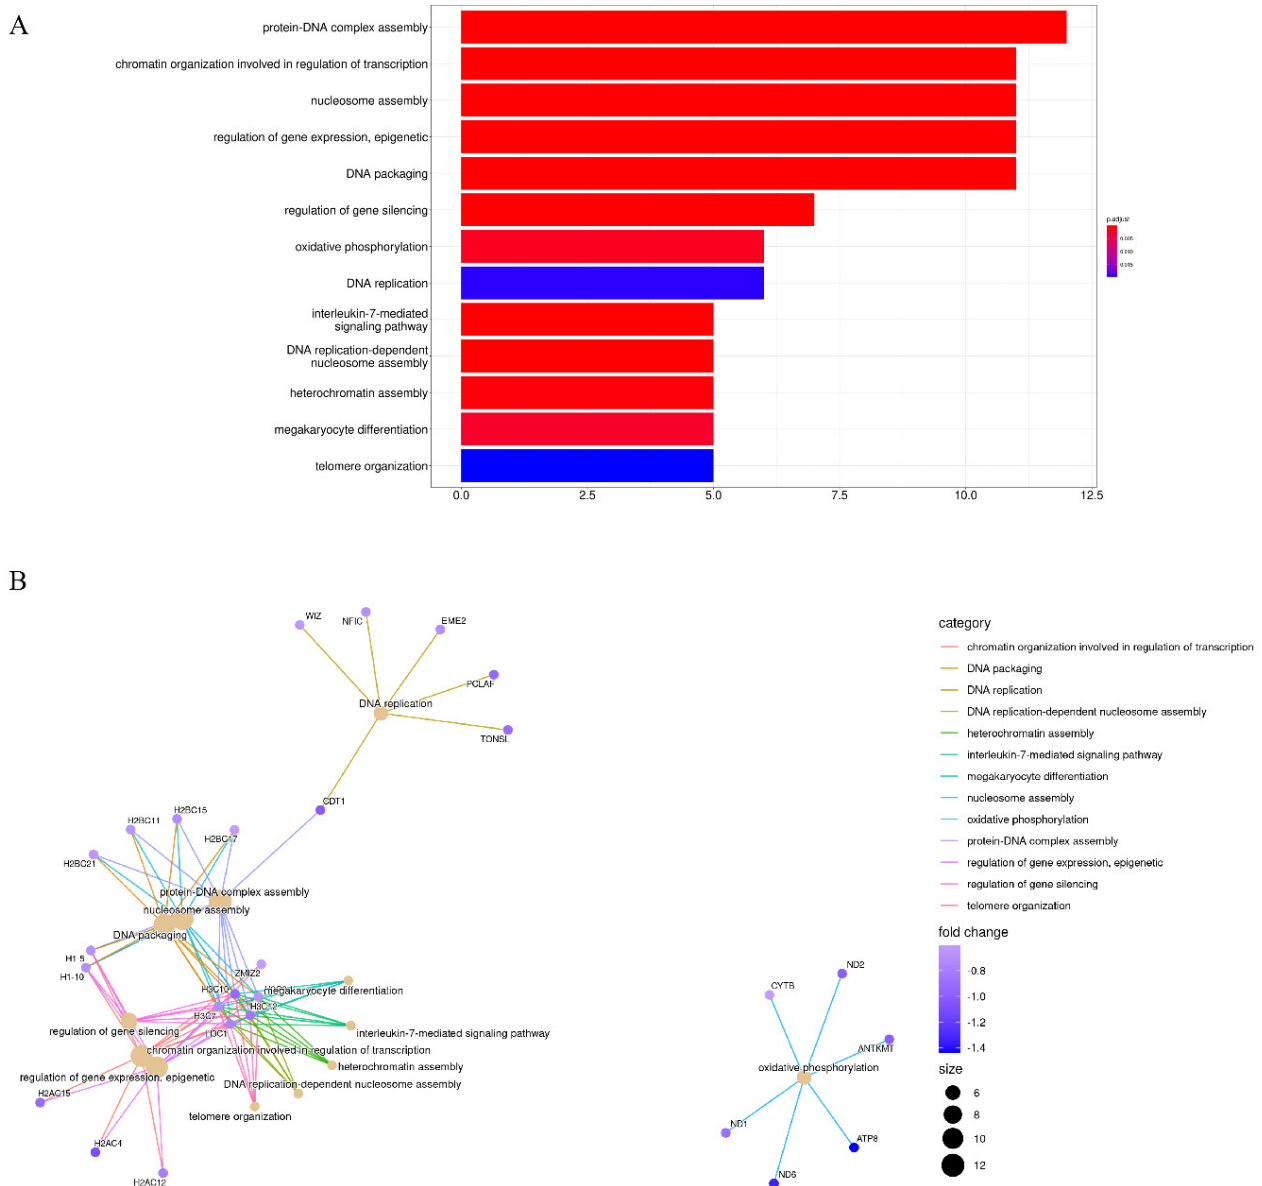 A
protein-DNA complex assembly
chromatin organization involved in regulation of transcription
nucleosome assembly
regulation of gene expression, epigenetic
DNA packaging
regulation of gene silencing
oxidative phosphorylation
DNA replication
interleukin-7-mediated
signaling pathway
DNA replication-dependent
nucleosome assembly
heterochromatin assembly
megakaryocyte differentiation
telomere organization
0.0 2.5 5.0 7.5 10.0 12.5
p.adjust
0.005
0.010
0.015
B
WIZ
NFIC
EME2
PCLAF
DNA replication
TONSL
CDT1
H2BC15
H2BC11
H2BC17
H2BC21
protein-DNA complex assembly
nucleosome assembly
DNA packaging
H1-5
H1-10
ZMIZ2
H3C10
megakaryocyte differentiation
H3C12
H3C7
H3C1
regulation of gene silencing
interleukin-7-mediated signaling pathway
chromatin organization involved in regulation of transcription
heterochromatin assembly
regulation of gene expression, epigenetic
DNA replication-dependent nucleosome assembly
H2AC15
telomere organization
H2AC4
H2AC12
ND2
CYTB
ANTKMT
oxidative phosphorylation
ND1
ATP8
ND6
category
chromatin organization involved in regulation of transcription
DNA packaging
DNA replication
DNA replication-dependent nucleosome assembly
heterochromatin assembly
interleukin-7-mediated signaling pathway
megakaryocyte differentiation
nucleosome assembly
oxidative phosphorylation
protein-DNA complex assembly
regulation of gene expression, epigenetic
regulation of gene silencing
telomere organization
fold change
-0.8
-1.0
-1.2
-1.4
size
6
8
10
12